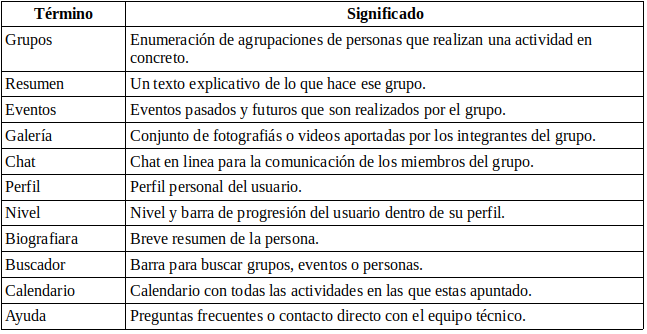 Término Significado
Grupos Enumeración de agrupaciones de personas que realizan una actividad en
concreto.
Resumen Un texto explicativo de lo que hace ese grupo.
Eventos Eventos pasados y futuros que son realizados por el grupo.
Galería Conjunto de fotografiás o videos aportadas por los integrantes del grupo.
Chat Chat en linea para la comunicación de los miembros del grupo.
Perfil Perfil personal del usuario.
Nivel Nivel y barra de progresión del usuario dentro de su perfil.
Biografiara Breve resumen de la persona.
Buscador Barra para buscar grupos, eventos o personas.
Calendario Calendario con todas las actividades en las que estas apuntado.
Ayuda Preguntas frecuentes o contacto directo con el equipo técnico.